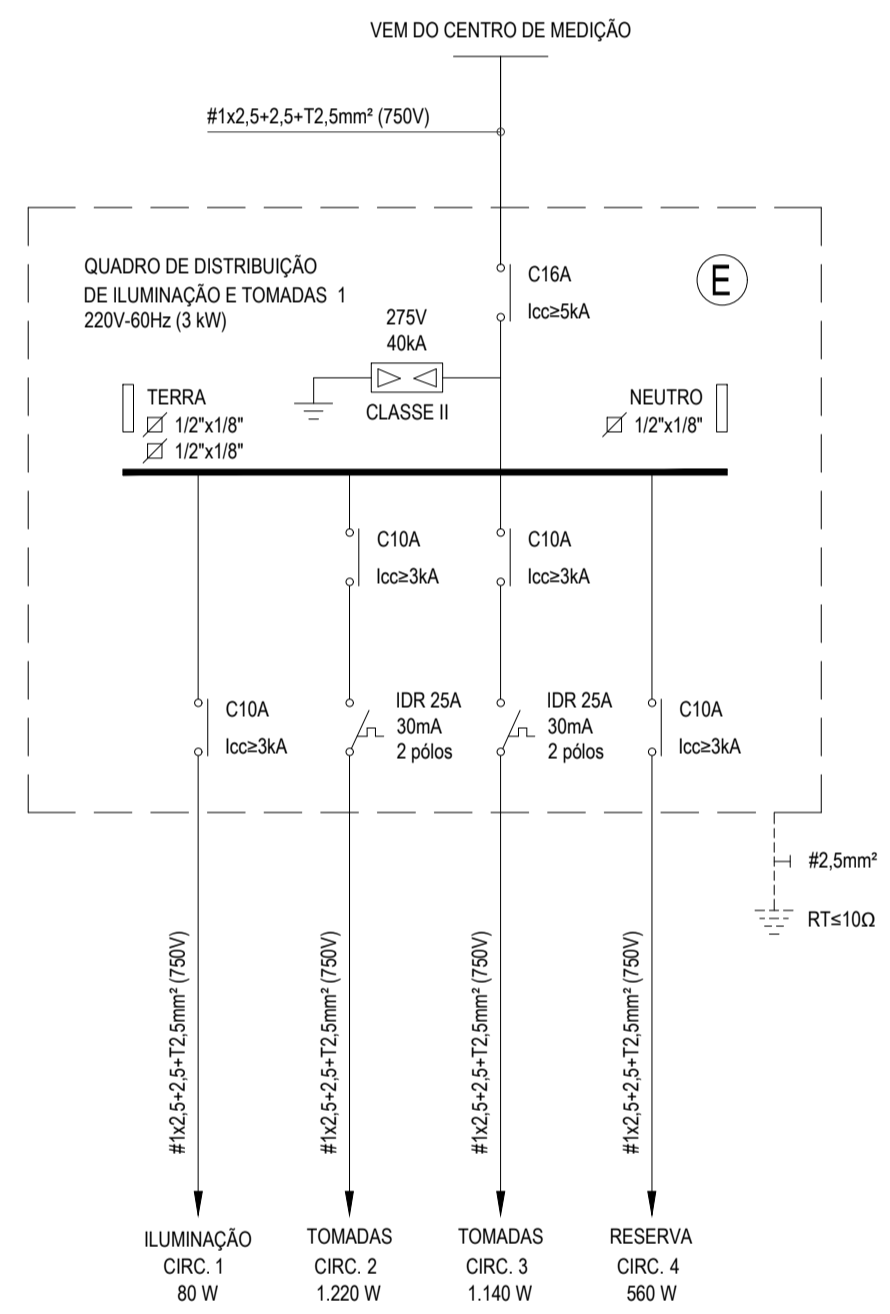 VEM DO CENTRO DE MEDIÇÃO
#1x2,5+2,5+T2,5mm² (750V)
QUADRO DE DISTRIBUIÇÃO
DE ILUMINAÇÃO E TOMADAS 1
220V-60Hz (3 kW)
C16A
Icc≥5kA
E
275V
40kA
CLASSE II
TERRA
1/2"x1/8"
1/2"x1/8"
NEUTRO
1/2"x1/8"
C10A
Icc≥3kA
C10A
Icc≥3kA
C10A
Icc≥3kA
IDR 25A
30mA
2 pólos
IDR 25A
30mA
2 pólos
C10A
Icc≥3kA
#2,5mm²
RT≤10Ω
#1x2,5+2,5+T2,5mm² (750V)
#1x2,5+2,5+T2,5mm² (750V)
#1x2,5+2,5+T2,5mm² (750V)
#1x2,5+2,5+T2,5mm² (750V)
ILUMINAÇÃO
CIRC. 1
80 W
TOMADAS
CIRC. 2
1.220 W
TOMADAS
CIRC. 3
1.140 W
RESERVA
CIRC. 4
560 W